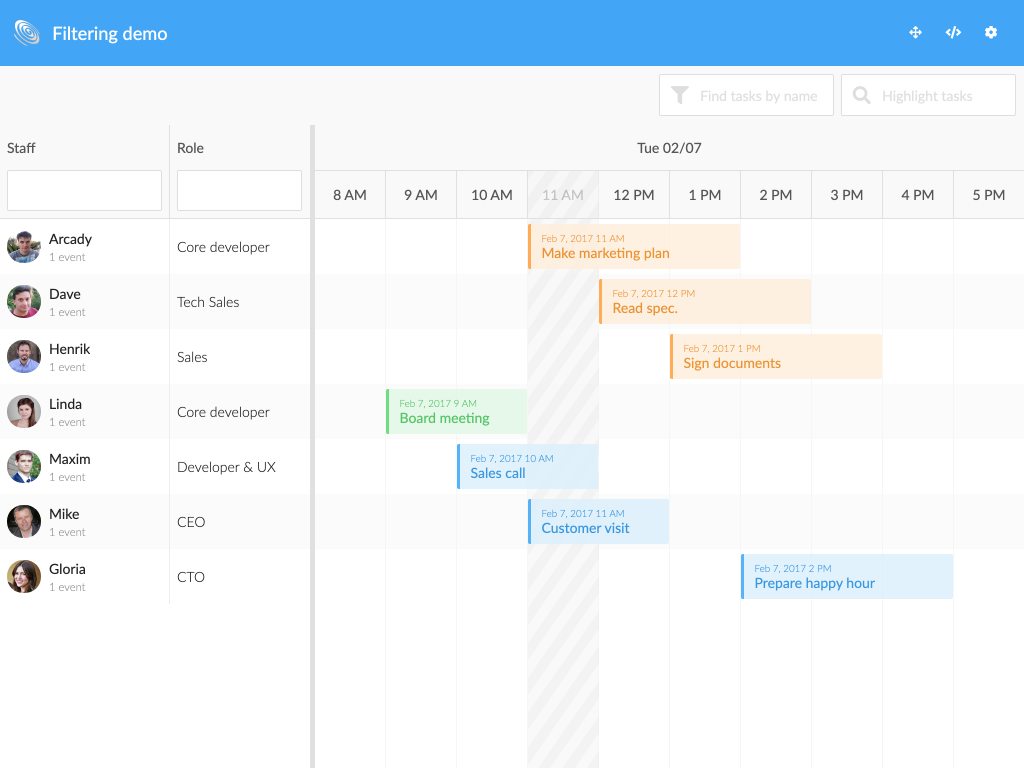 Filtering demo
Find tasks by name
Highlight tasks
Staff
Role
Tue 02/07
8 AM
9 AM
10 AM
11 AM
12 PM
1 PM
2 PM
3 PM
4 PM
5 PM
Arcady
1 event
Core developer
Feb 7, 2017 11 AM
Make marketing plan
Dave
1 event
Tech Sales
Feb 7, 2017 12 PM
Read spec.
Henrik
1 event
Sales
Feb 7, 2017 1 PM
Sign documents
Linda
1 event
Core developer
Feb 7, 2017 9 AM
Board meeting
Maxim
1 event
Developer & UX
Feb 7, 2017 10 AM
Sales call
Mike
1 event
CEO
Feb 7, 2017 11 AM
Customer visit
Gloria
1 event
CTO
Feb 7, 2017 2 PM
Prepare happy hour